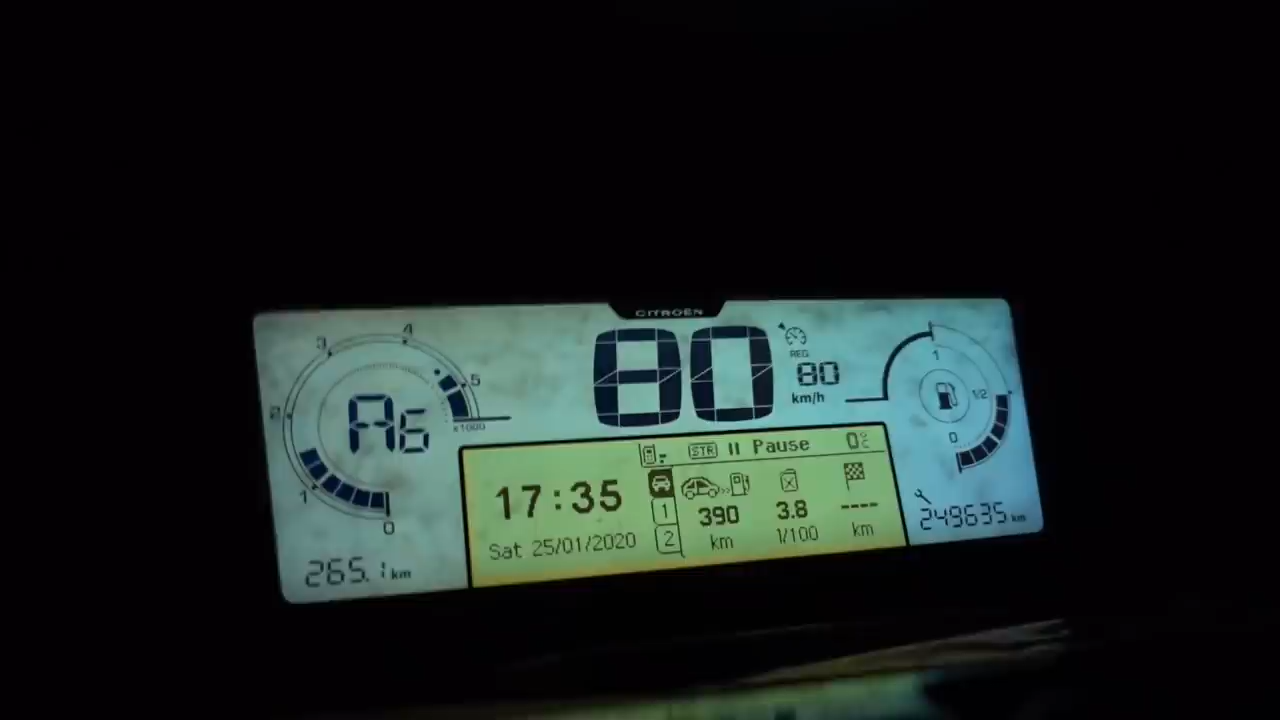 CITROËN
3 4
2 5
1 0
x1000
A6
80
REG
80
km/h
1
1/2
0
STR II Pause 0°C
17:35
Sat 25/01/2020
1
2
390 3.8 ----
km 1/100 km
265.1 km
249635 km